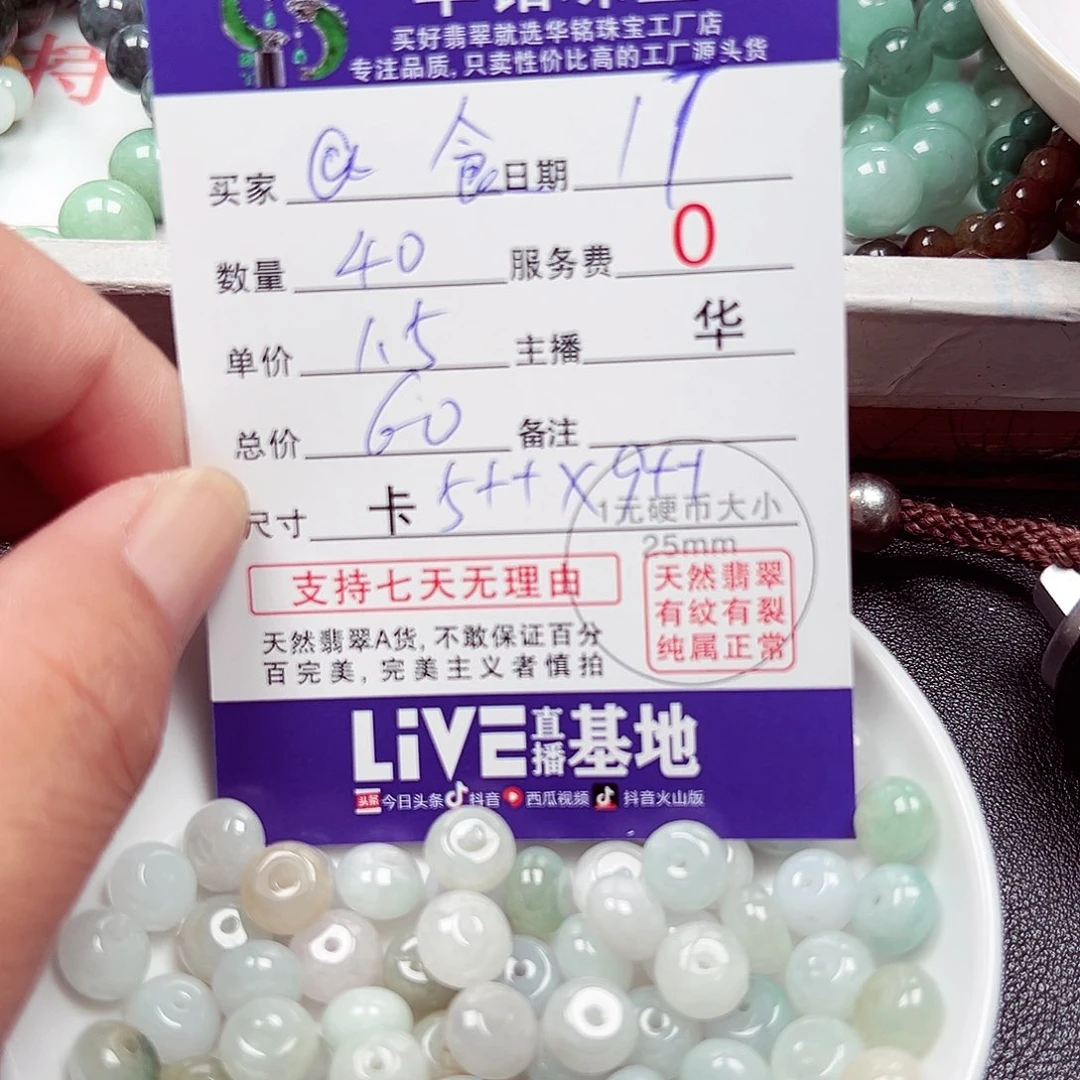 买好翡翠就选华铭珠宝工厂店
专注品质,只卖性价比高的工厂源头货
买家 日期 17
数量 40 服务费 0
单价 1.5 主播 华
总价 60 备注
尺寸 卡 5++×9++
1元硬币大小
25mm
支持七天无理由
天然翡翠
有纹有裂
纯属正常
天然翡翠A货,不敢保证百分
百完美,完美主义者慎拍
LiVE直播基地
头条 今日头条 抖音 西瓜视频 抖音火山版
持